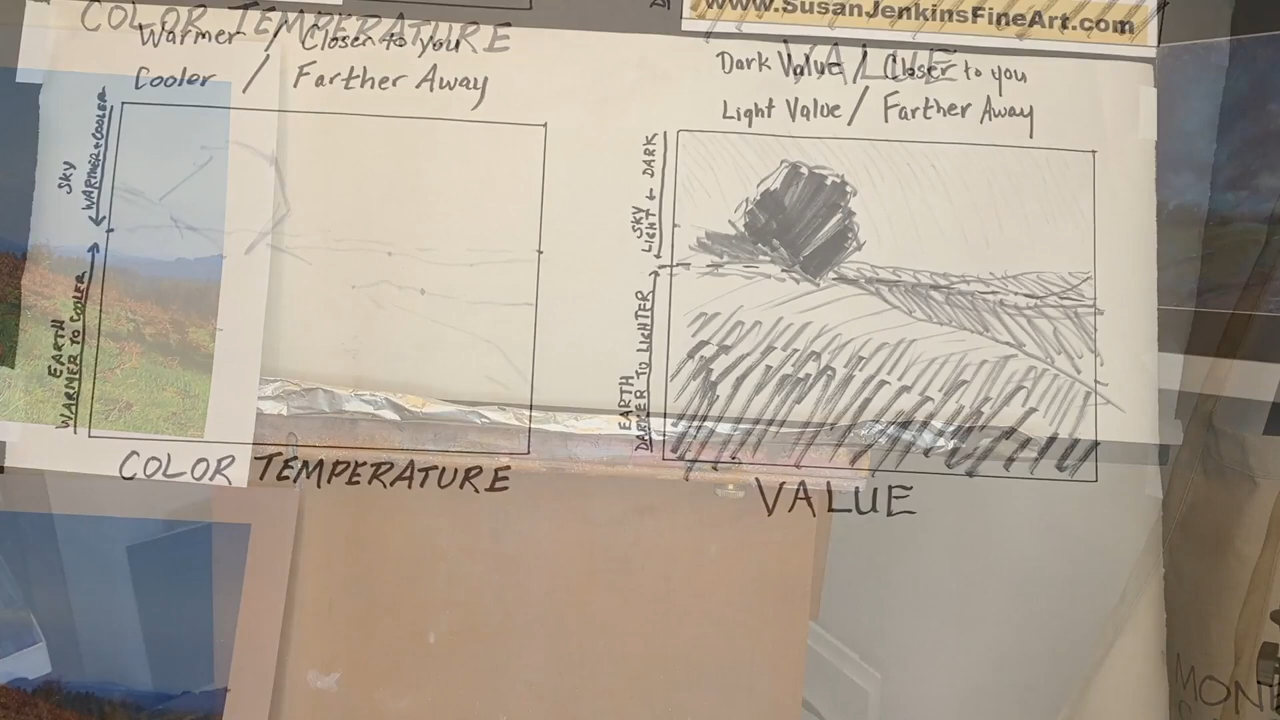 COLOR TEMPERATURE
www.SusanJenkinsFineArt.com
Warmer / Closer to you
Cooler / Farther Away
VALUE
Dark Value / Closer to you
Light Value / Farther Away
SKY
WARMER & COOLER
EARTH
WARMER TO COOLER
SKY
LIGHT ← DARK
EARTH
DARKER TO LIGHTER
COLOR TEMPERATURE
VALUE